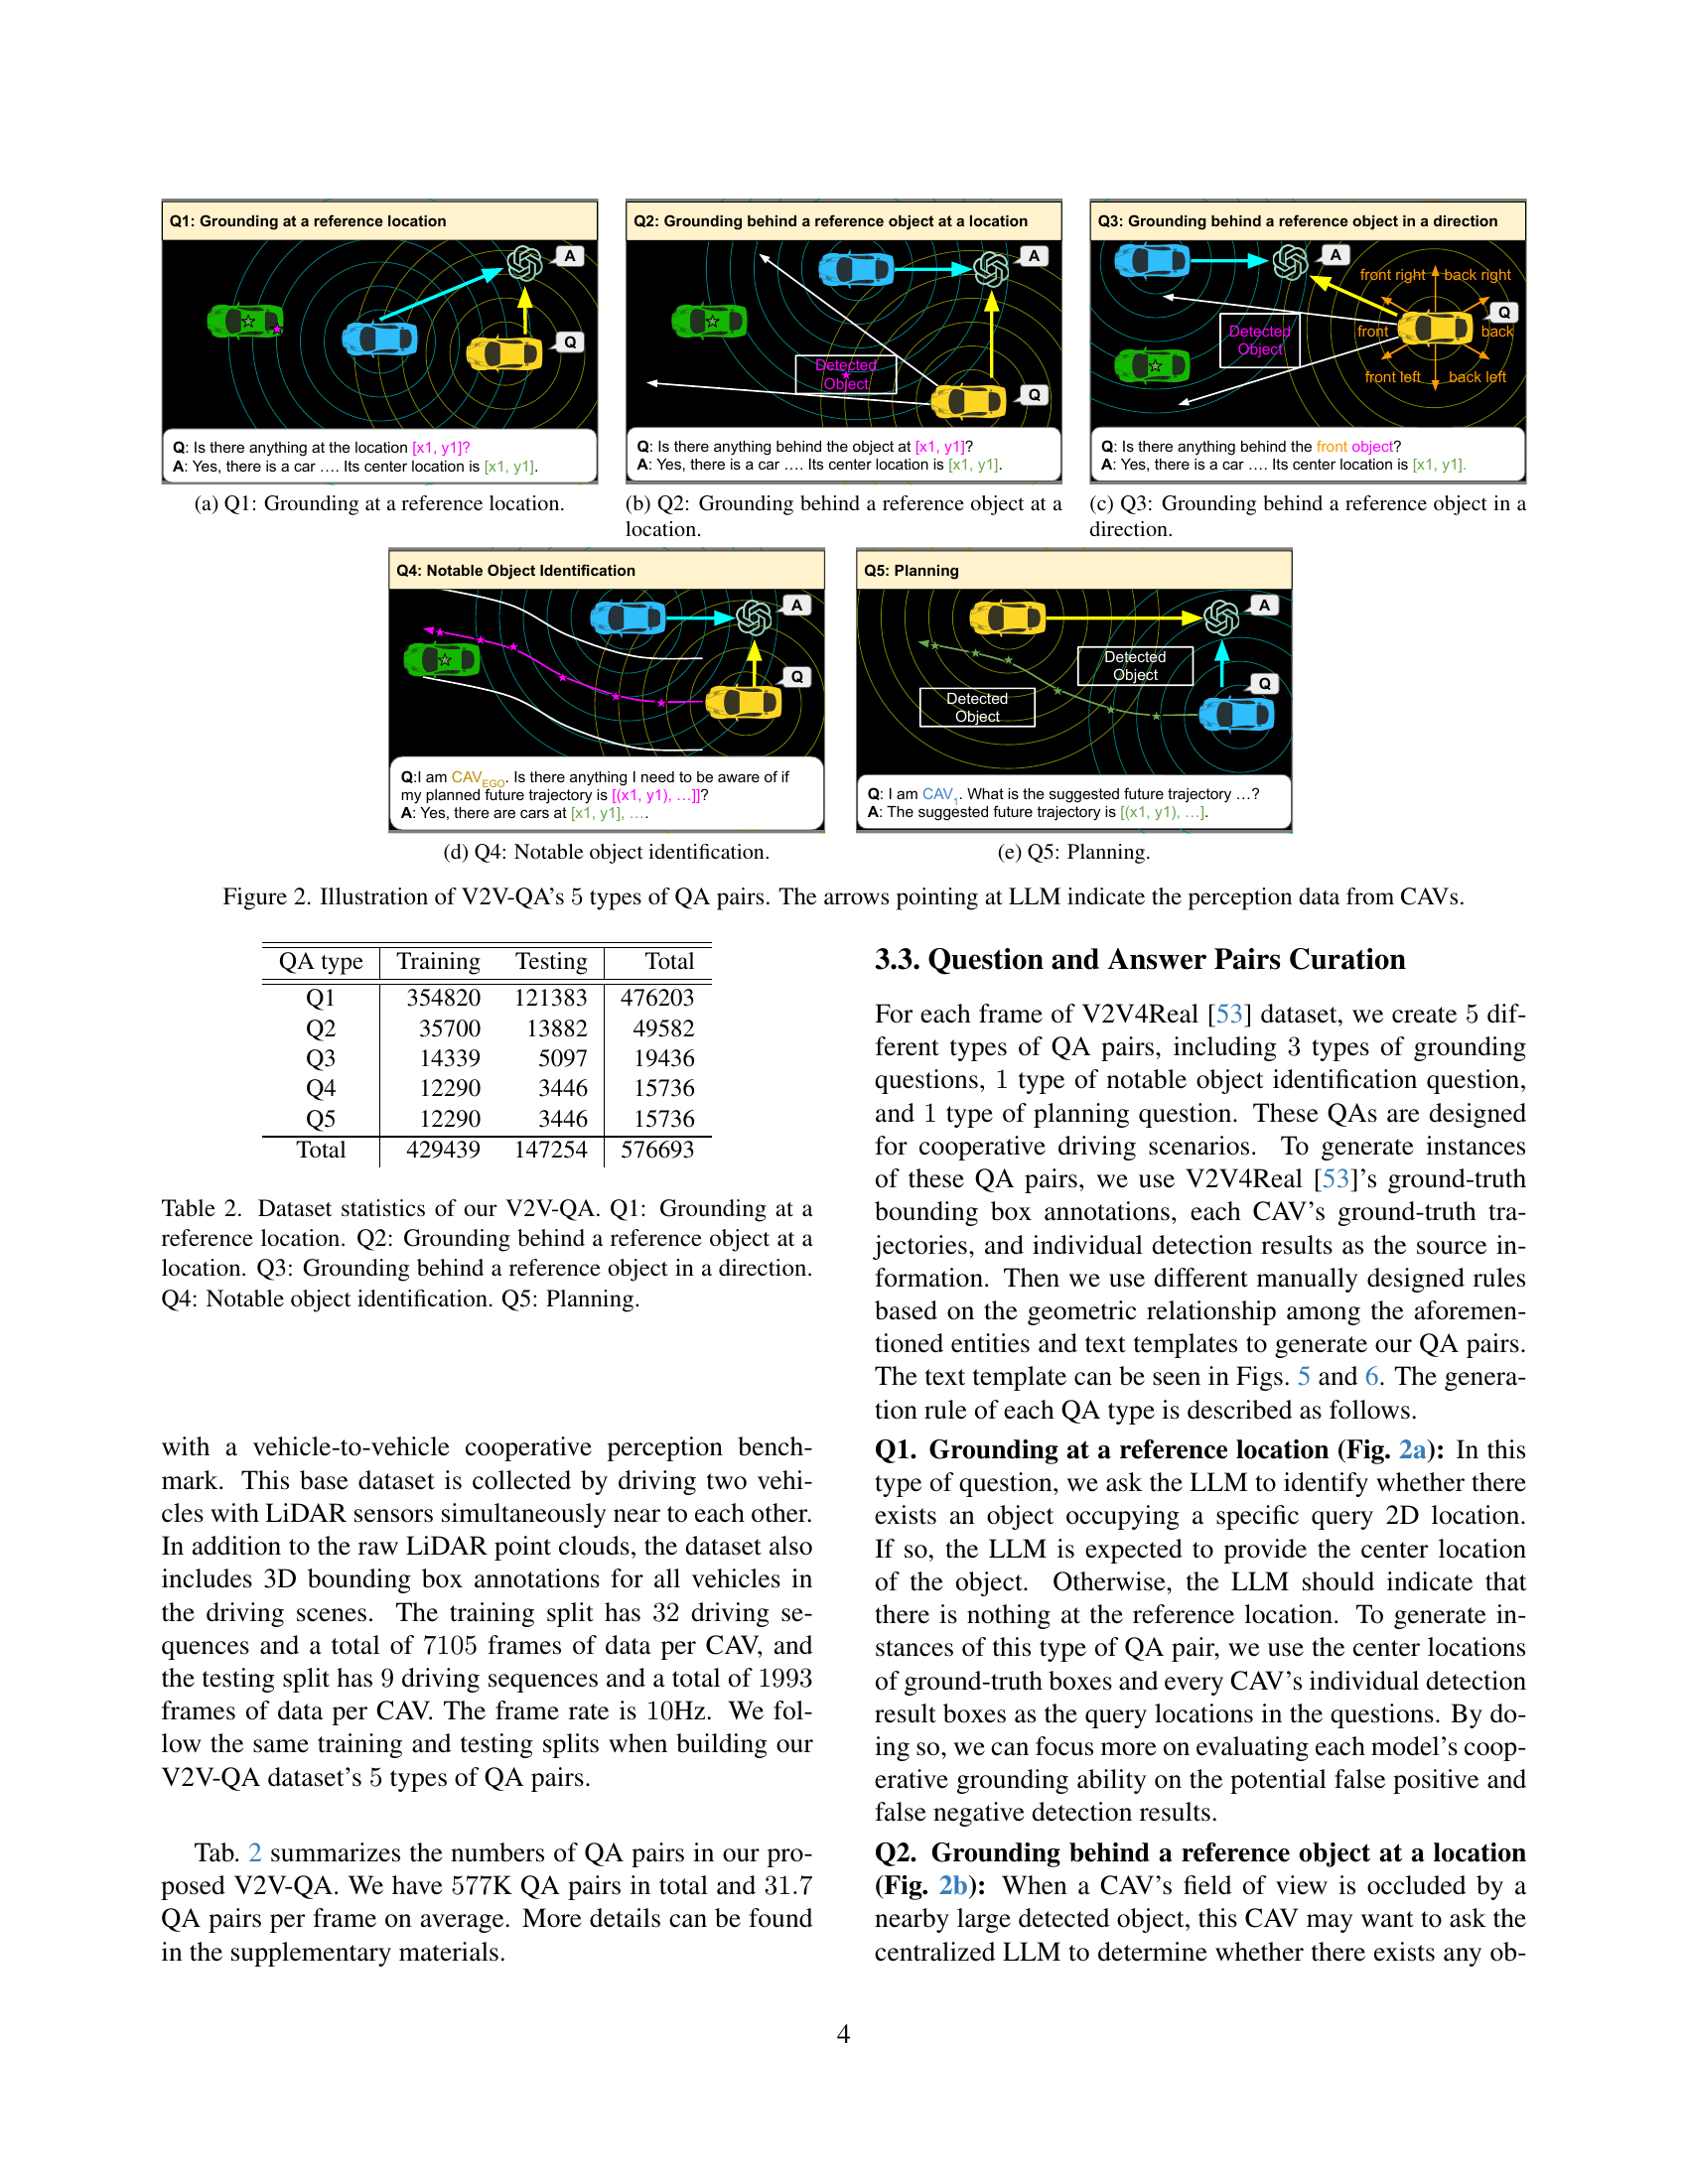 Q1: Grounding at a reference location
A
Q
Q: Is there anything at the location [x1, y1]?
A: Yes, there is a car .... Its center location is [x1, y1].
(a) Q1: Grounding at a reference location.
Q2: Grounding behind a reference object at a location
A
Detected
Object
Q
Q: Is there anything behind the object at [x1, y1]?
A: Yes, there is a car .... Its center location is [x1, y1].
(b) Q2: Grounding behind a reference object at a
location.
Q3: Grounding behind a reference object in a direction
A
front right
back right
Q
Detected
Object
front
back
front left
back left
Q: Is there anything behind the front object?
A: Yes, there is a car .... Its center location is [x1, y1].
(c) Q3: Grounding behind a reference object in a
direction.
Q4: Notable Object Identification
A
Q
Q:I am CAVEGO. Is there anything I need to be aware of if
my planned future trajectory is [(x1, y1), ...]]?
A: Yes, there are cars at [x1, y1], ....
(d) Q4: Notable object identification.
Q5: Planning
A
Detected
Object
Q
Detected
Object
Q: I am CAV1. What is the suggested future trajectory ...?
A: The suggested future trajectory is [(x1, y1), ...].
(e) Q5: Planning.
Figure 2. Illustration of V2V-QA's 5 types of QA pairs. The arrows pointing at LLM indicate the perception data from CAVs.
QA type Training Testing Total
Q1 354820 121383 476203
Q2 35700 13882 49582
Q3 14339 5097 19436
Q4 12290 3446 15736
Q5 12290 3446 15736
Total 429439 147254 576693
Table 2. Dataset statistics of our V2V-QA. Q1: Grounding at a
reference location. Q2: Grounding behind a reference object at a
location. Q3: Grounding behind a reference object in a direction.
Q4: Notable object identification. Q5: Planning.
with a vehicle-to-vehicle cooperative perception bench-
mark. This base dataset is collected by driving two vehi-
cles with LiDAR sensors simultaneously near to each other.
In addition to the raw LiDAR point clouds, the dataset also
includes 3D bounding box annotations for all vehicles in
the driving scenes. The training split has 32 driving se-
quences and a total of 7105 frames of data per CAV, and
the testing split has 9 driving sequences and a total of 1993
frames of data per CAV. The frame rate is 10Hz. We fol-
low the same training and testing splits when building our
V2V-QA dataset's 5 types of QA pairs.
Tab. 2 summarizes the numbers of QA pairs in our pro-
posed V2V-QA. We have 577K QA pairs in total and 31.7
QA pairs per frame on average. More details can be found
in the supplementary materials.
3.3. Question and Answer Pairs Curation
For each frame of V2V4Real [53] dataset, we create 5 dif-
ferent types of QA pairs, including 3 types of grounding
questions, 1 type of notable object identification question,
and 1 type of planning question. These QAs are designed
for cooperative driving scenarios. To generate instances
of these QA pairs, we use V2V4Real [53]'s ground-truth
bounding box annotations, each CAV's ground-truth tra-
jectories, and individual detection results as the source in-
formation. Then we use different manually designed rules
based on the geometric relationship among the aforemen-
tioned entities and text templates to generate our QA pairs.
The text template can be seen in Figs. 5 and 6. The genera-
tion rule of each QA type is described as follows.
Q1. Grounding at a reference location (Fig. 2a): In this
type of question, we ask the LLM to identify whether there
exists an object occupying a specific query 2D location.
If so, the LLM is expected to provide the center location
of the object. Otherwise, the LLM should indicate that
there is nothing at the reference location. To generate in-
stances of this type of QA pair, we use the center locations
of ground-truth boxes and every CAV's individual detection
result boxes as the query locations in the questions. By do-
ing so, we can focus more on evaluating each model's coop-
erative grounding ability on the potential false positive and
false negative detection results.
Q2. Grounding behind a reference object at a location
(Fig. 2b): When a CAV's field of view is occluded by a
nearby large detected object, this CAV may want to ask the
centralized LLM to determine whether there exists any ob-
4